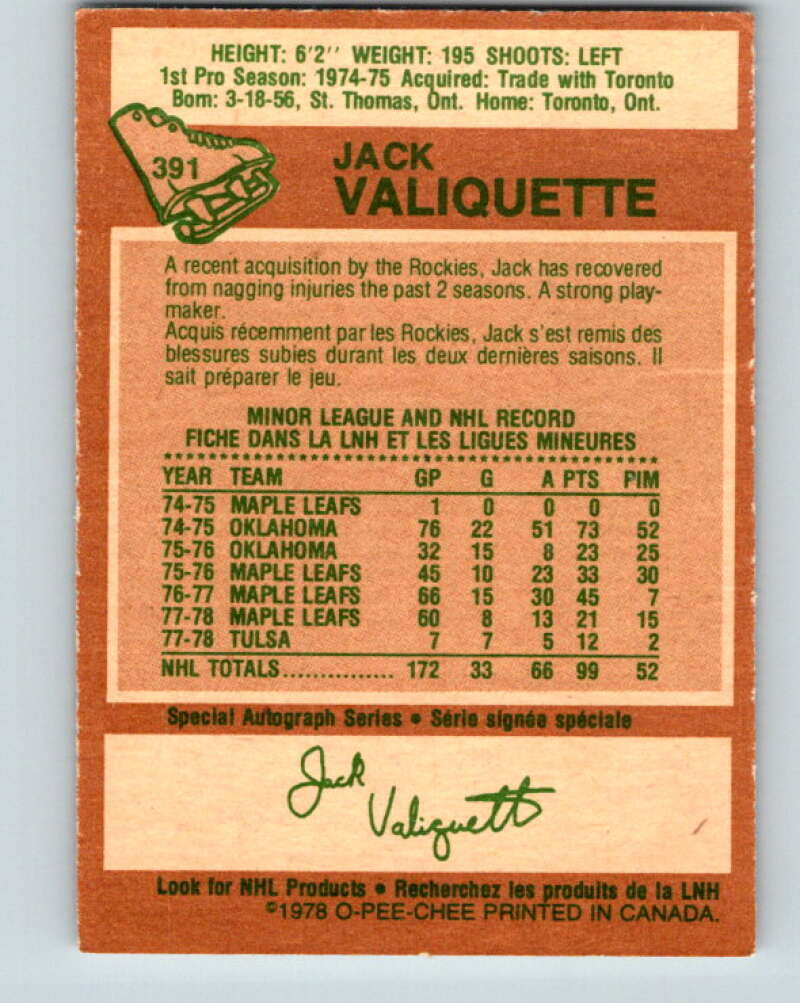 HEIGHT: 6'2'' WEIGHT: 195 SHOOTS: LEFT
1st Pro Season: 1974-75 Acquired: Trade with Toronto
Born: 3-18-56, St. Thomas, Ont. Home: Toronto, Ont.
391
JACK
VALIQUETTE
A recent acquisition by the Rockies, Jack has recovered
from nagging injuries the past 2 seasons. A strong play-
maker.
Acquis récemment par les Rockies, Jack s'est remis des
blessures subies durant les deux dernières saisons. Il
sait préparer le jeu.
MINOR LEAGUE AND NHL RECORD
FICHE DANS LA LNH ET LES LIGUES MINEURES
YEAR TEAM GP G A PTS PIM
74-75 MAPLE LEAFS 1 0 0 0 0
74-75 OKLAHOMA 76 22 51 73 52
75-76 OKLAHOMA 32 15 8 23 25
75-76 MAPLE LEAFS 45 10 23 33 30
76-77 MAPLE LEAFS 66 15 30 45 7
77-78 MAPLE LEAFS 60 8 13 21 15
77-78 TULSA 7 7 5 12 2
NHL TOTALS............... 172 33 66 99 52
Special Autograph Series • Série signée spéciale
Jack
Valiquette
Look for NHL Products • Recherchez les produits de la LNH
©1978 O-PEE-CHEE PRINTED IN CANADA.